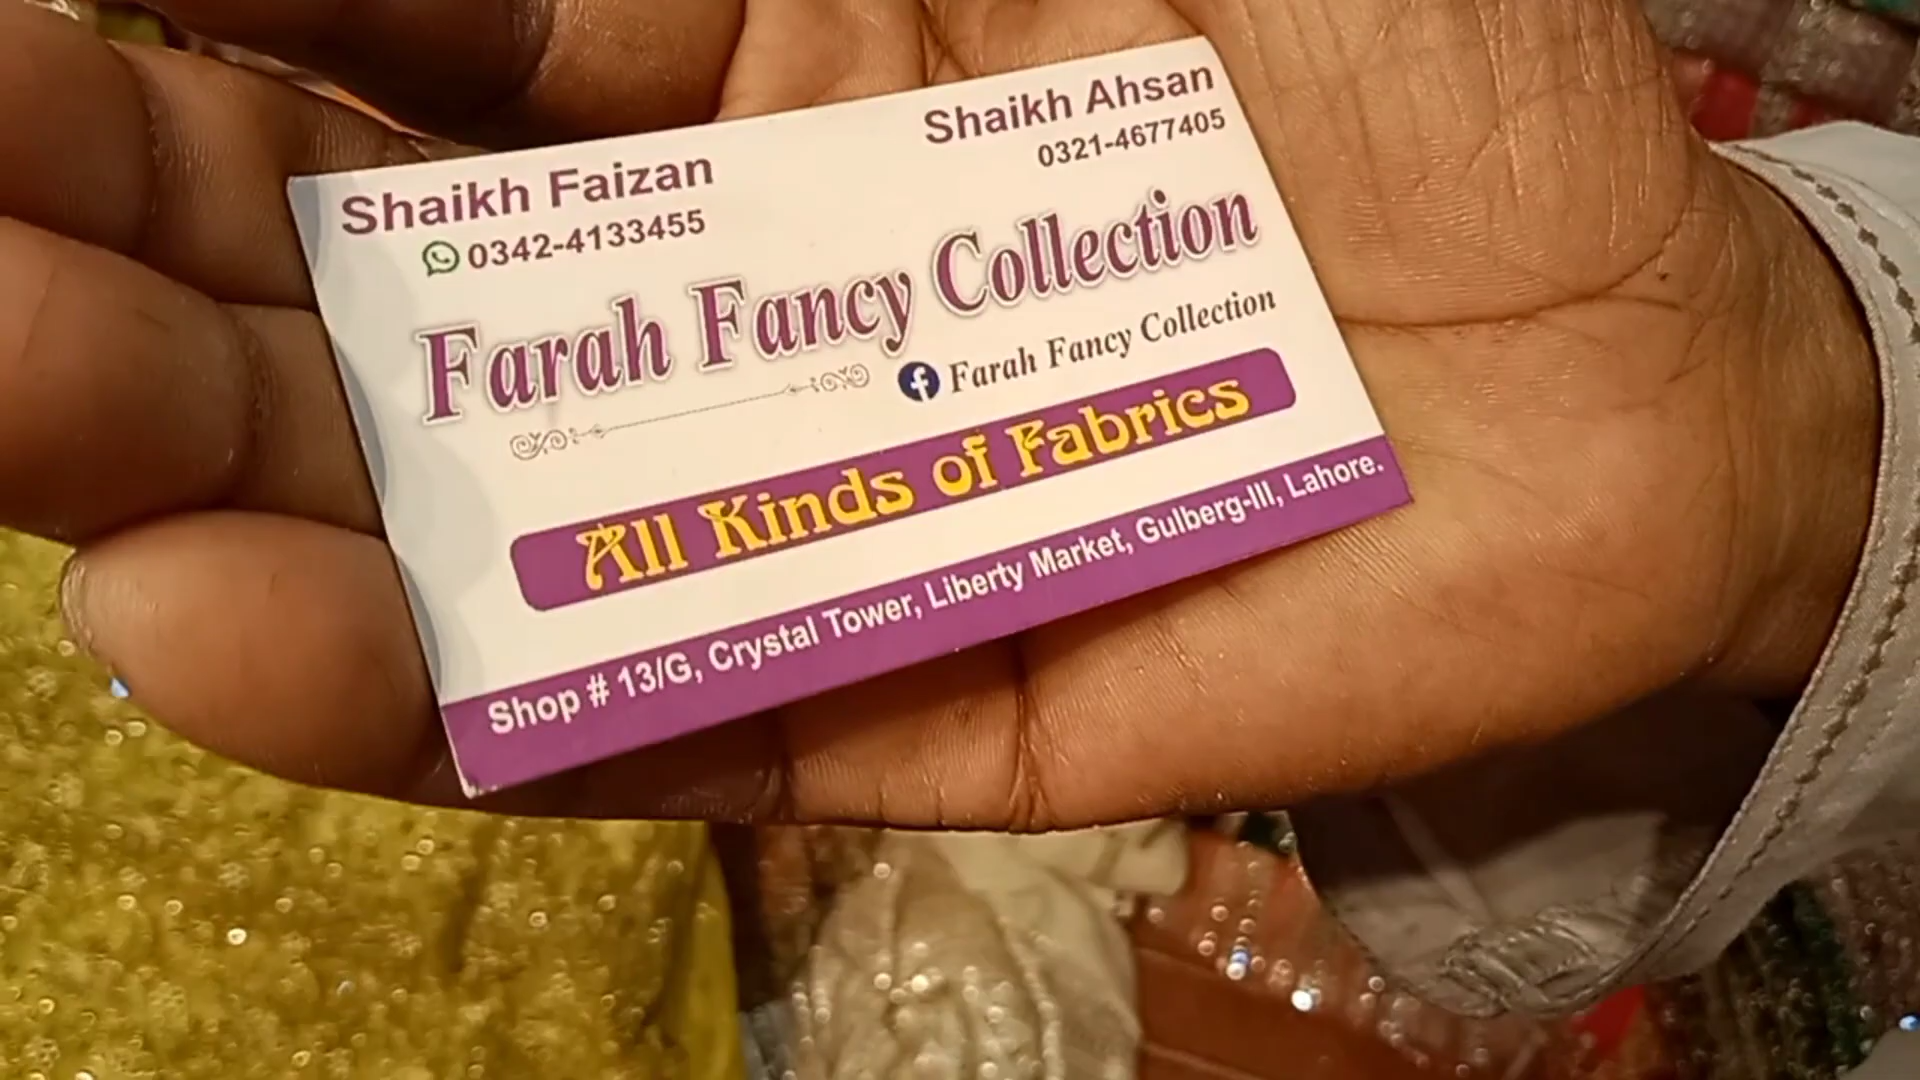 Shaikh Faizan
0342-4133455
Shaikh Ahsan
0321-4677405
Farah Fancy Collection
Farah Fancy Collection
All Kinds of Fabrics
Shop # 13/G, Crystal Tower, Liberty Market, Gulberg-III, Lahore.